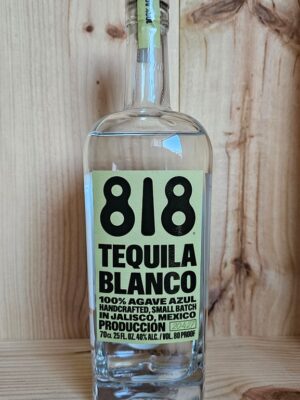 818
TEQUILA
BLANCO
100% AGAVE AZUL
HANDCRAFTED, SMALL BATCH
IN JALISCO, MEXICO
PRODUCCIÓN
70cl. 25 FL. OZ. 40% ALC. / VOL. 80 PROOF